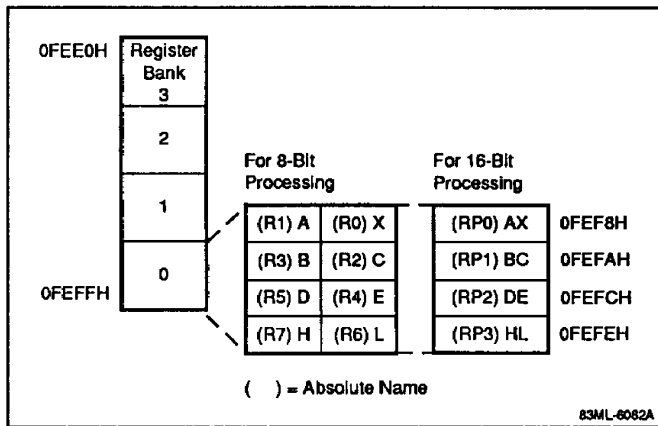 0FEE0H
Register
Bank
3
2
1
0
0FEFFH
For 8-Bit
Processing
(R1) A
(R0) X
(R3) B
(R2) C
(R5) D
(R4) E
(R7) H
(R6) L
For 16-Bit
Processing
(RP0) AX
0FEF8H
(RP1) BC
0FEFAH
(RP2) DE
0FEFCH
(RP3) HL
0FEFEH
( ) = Absolute Name
83ML-6082A